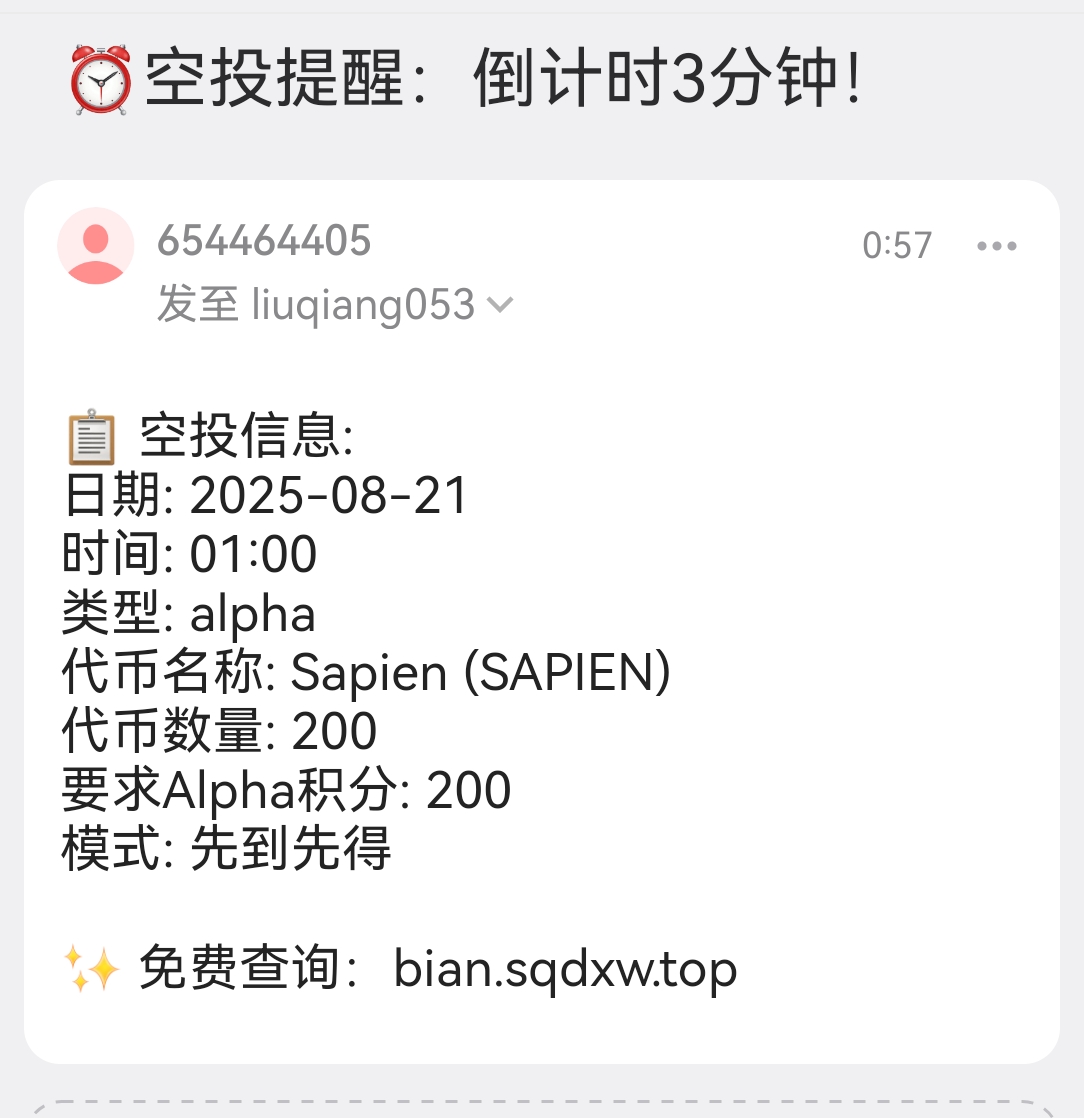 ⏰空投提醒：倒计时3分钟！
654464405
0:57
发至 liuqiang053
📋 空投信息:
日期: 2025-08-21
时间: 01:00
类型: alpha
代币名称: Sapien (SAPIEN)
代币数量: 200
要求Alpha积分: 200
模式: 先到先得
✨ 免费查询：bian.sqdxw.top